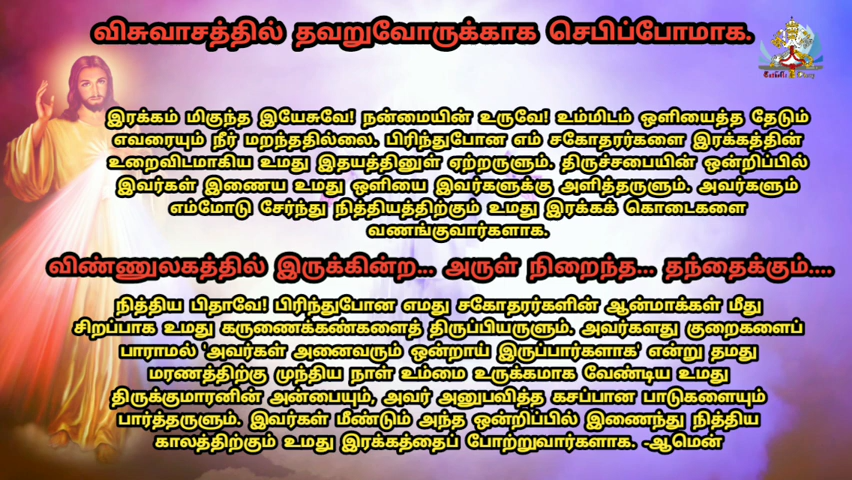 விசுவாசத்தில் தவறுவோருக்காக செபிப்போமாக.
இரக்கம் மிகுந்த இயேசுவே! நன்மையின் உருவே! உம்மிடம் ஒளியைத்த தேடும்
எவரையும் நீர் மறந்ததில்லை. பிரிந்துபோன எம் சகோதரர்களை இரக்கத்தின்
உறைவிடமாகிய உமது இதயத்தினுள் ஏற்றருளும். திருச்சபையின் ஒன்றிப்பில்
இவர்கள் இணைய உமது ஒளியை இவர்களுக்கு அளித்தருளும். அவர்களும்
எம்மோடு சேர்ந்து நித்தியத்திற்கும் உமது இரக்கக் கொடைகளை
வணங்குவார்களாக.
விண்ணுலகத்தில் இருக்கின்ற... அருள் நிறைந்த... தந்தைக்கும்....
நித்திய பிதாவே! பிரிந்துபோன எமது சகோதரர்களின் ஆன்மாக்கள் மீது
சிறப்பாக உமது கருணைக்கண்களைத் திருப்பியருளும். அவர்களது குறைகளைப்
பாராமல் 'அவர்கள் அனைவரும் ஒன்றாய் இருப்பார்களாக' என்று தமது
மரணத்திற்கு முந்திய நாள் உம்மை உருக்கமாக வேண்டிய உமது
திருக்குமாரனின் அன்பையும், அவர் அனுபவித்த கசப்பான பாடுகளையும்
பார்த்தருளும். இவர்கள் மீண்டும் அந்த ஒன்றிப்பில் இணைந்து நித்திய
காலத்திற்கும் உமது இரக்கத்தைப் போற்றுவார்களாக. -ஆமென்